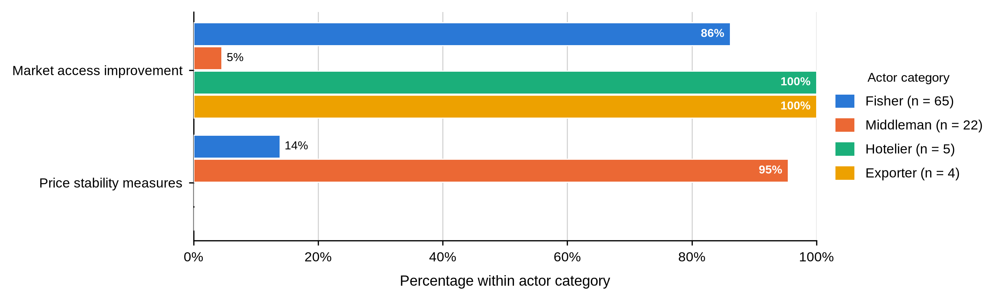 86%
5%
Market access improvement
100%
100%
14%
95%
Price stability measures
0%
20%
40%
60%
80%
100%
Percentage within actor category
Actor category
Fisher (n = 65)
Middleman (n = 22)
Hotelier (n = 5)
Exporter (n = 4)